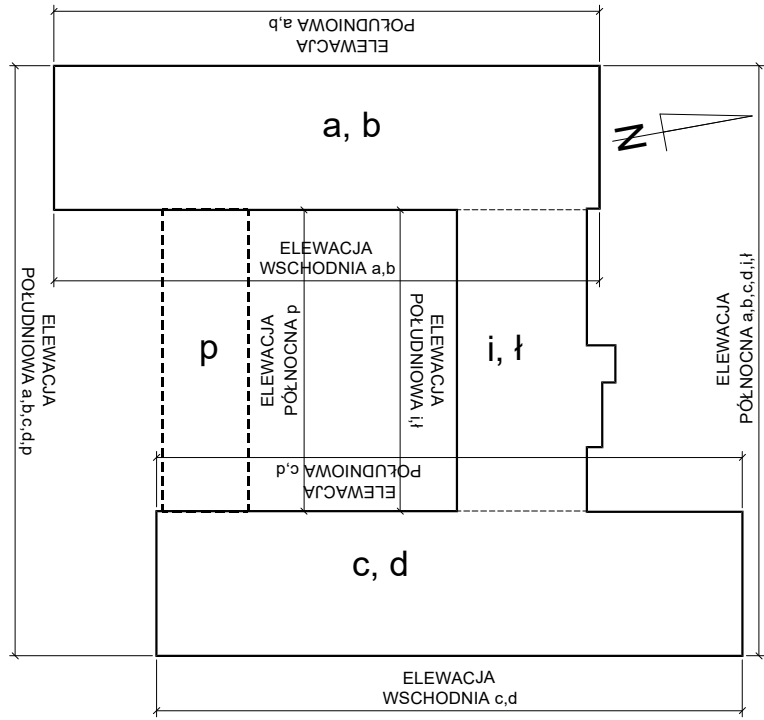 ELEWACJA
POŁUDNIOWA a,b
a, b
N
ELEWACJA
WSCHODNIA a,b
ELEWACJA
POŁUDNIOWA a,b,c,d,p
p
ELEWACJA
PÓŁNOCNA p
ELEWACJA
POŁUDNIOWA i,ł
i, ł
ELEWACJA
PÓŁNOCNA a,b,c,d,i,ł
ELEWACJA
POŁUDNIOWA c,d
c, d
ELEWACJA
WSCHODNIA c,d